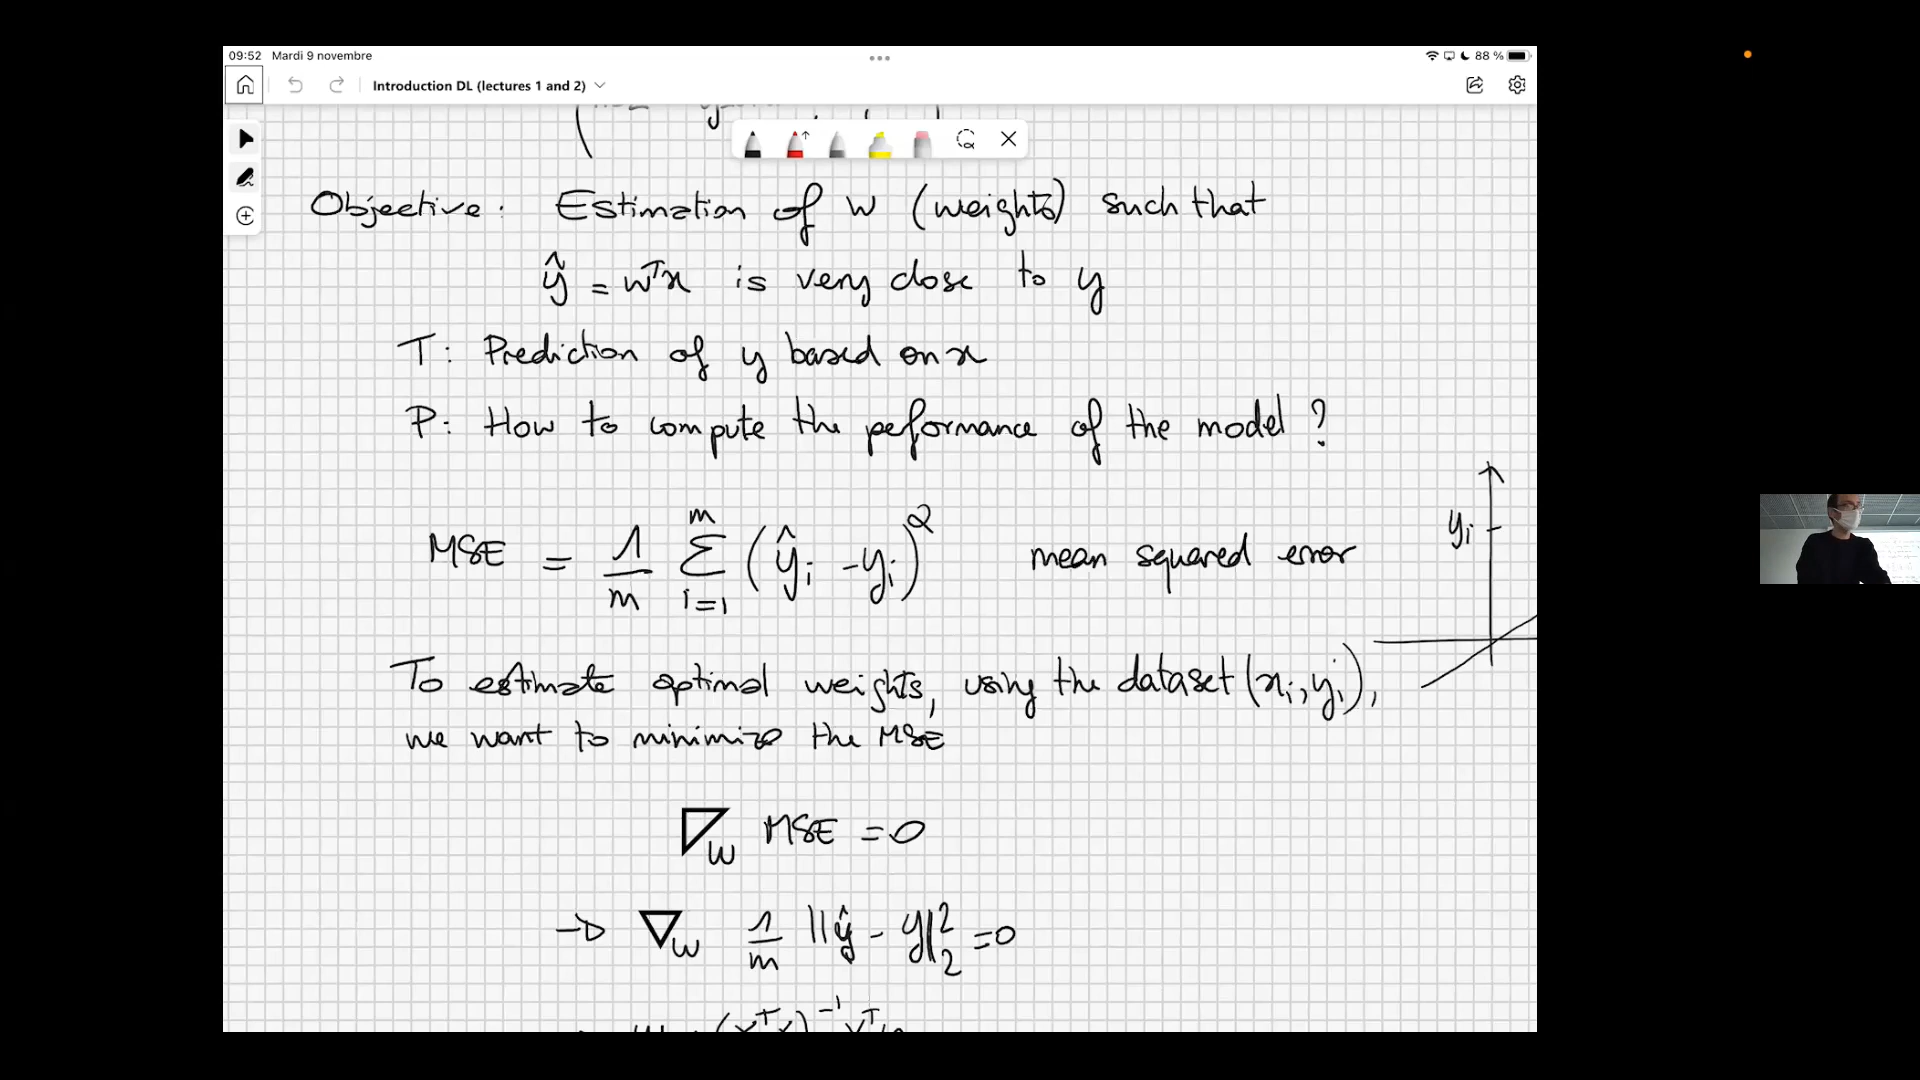 09:52 Mardi 9 novembre
88 %
Introduction DL (lectures 1 and 2)
Objective: Estimation of w (weights) such that
ŷ = wᵀx is very close to y
T: Prediction of y based on x
P: How to compute the performance of the model ?
MSE = 1/m Σ_{i=1}^{m} (ŷᵢ - yᵢ)² mean squared error
yᵢ
To estimate optimal weights, using the dataset (xᵢ, yᵢ),
we want to minimize the MSE
∇_w MSE = 0
→ ∇_w 1/m ||ŷ - y||₂² = 0